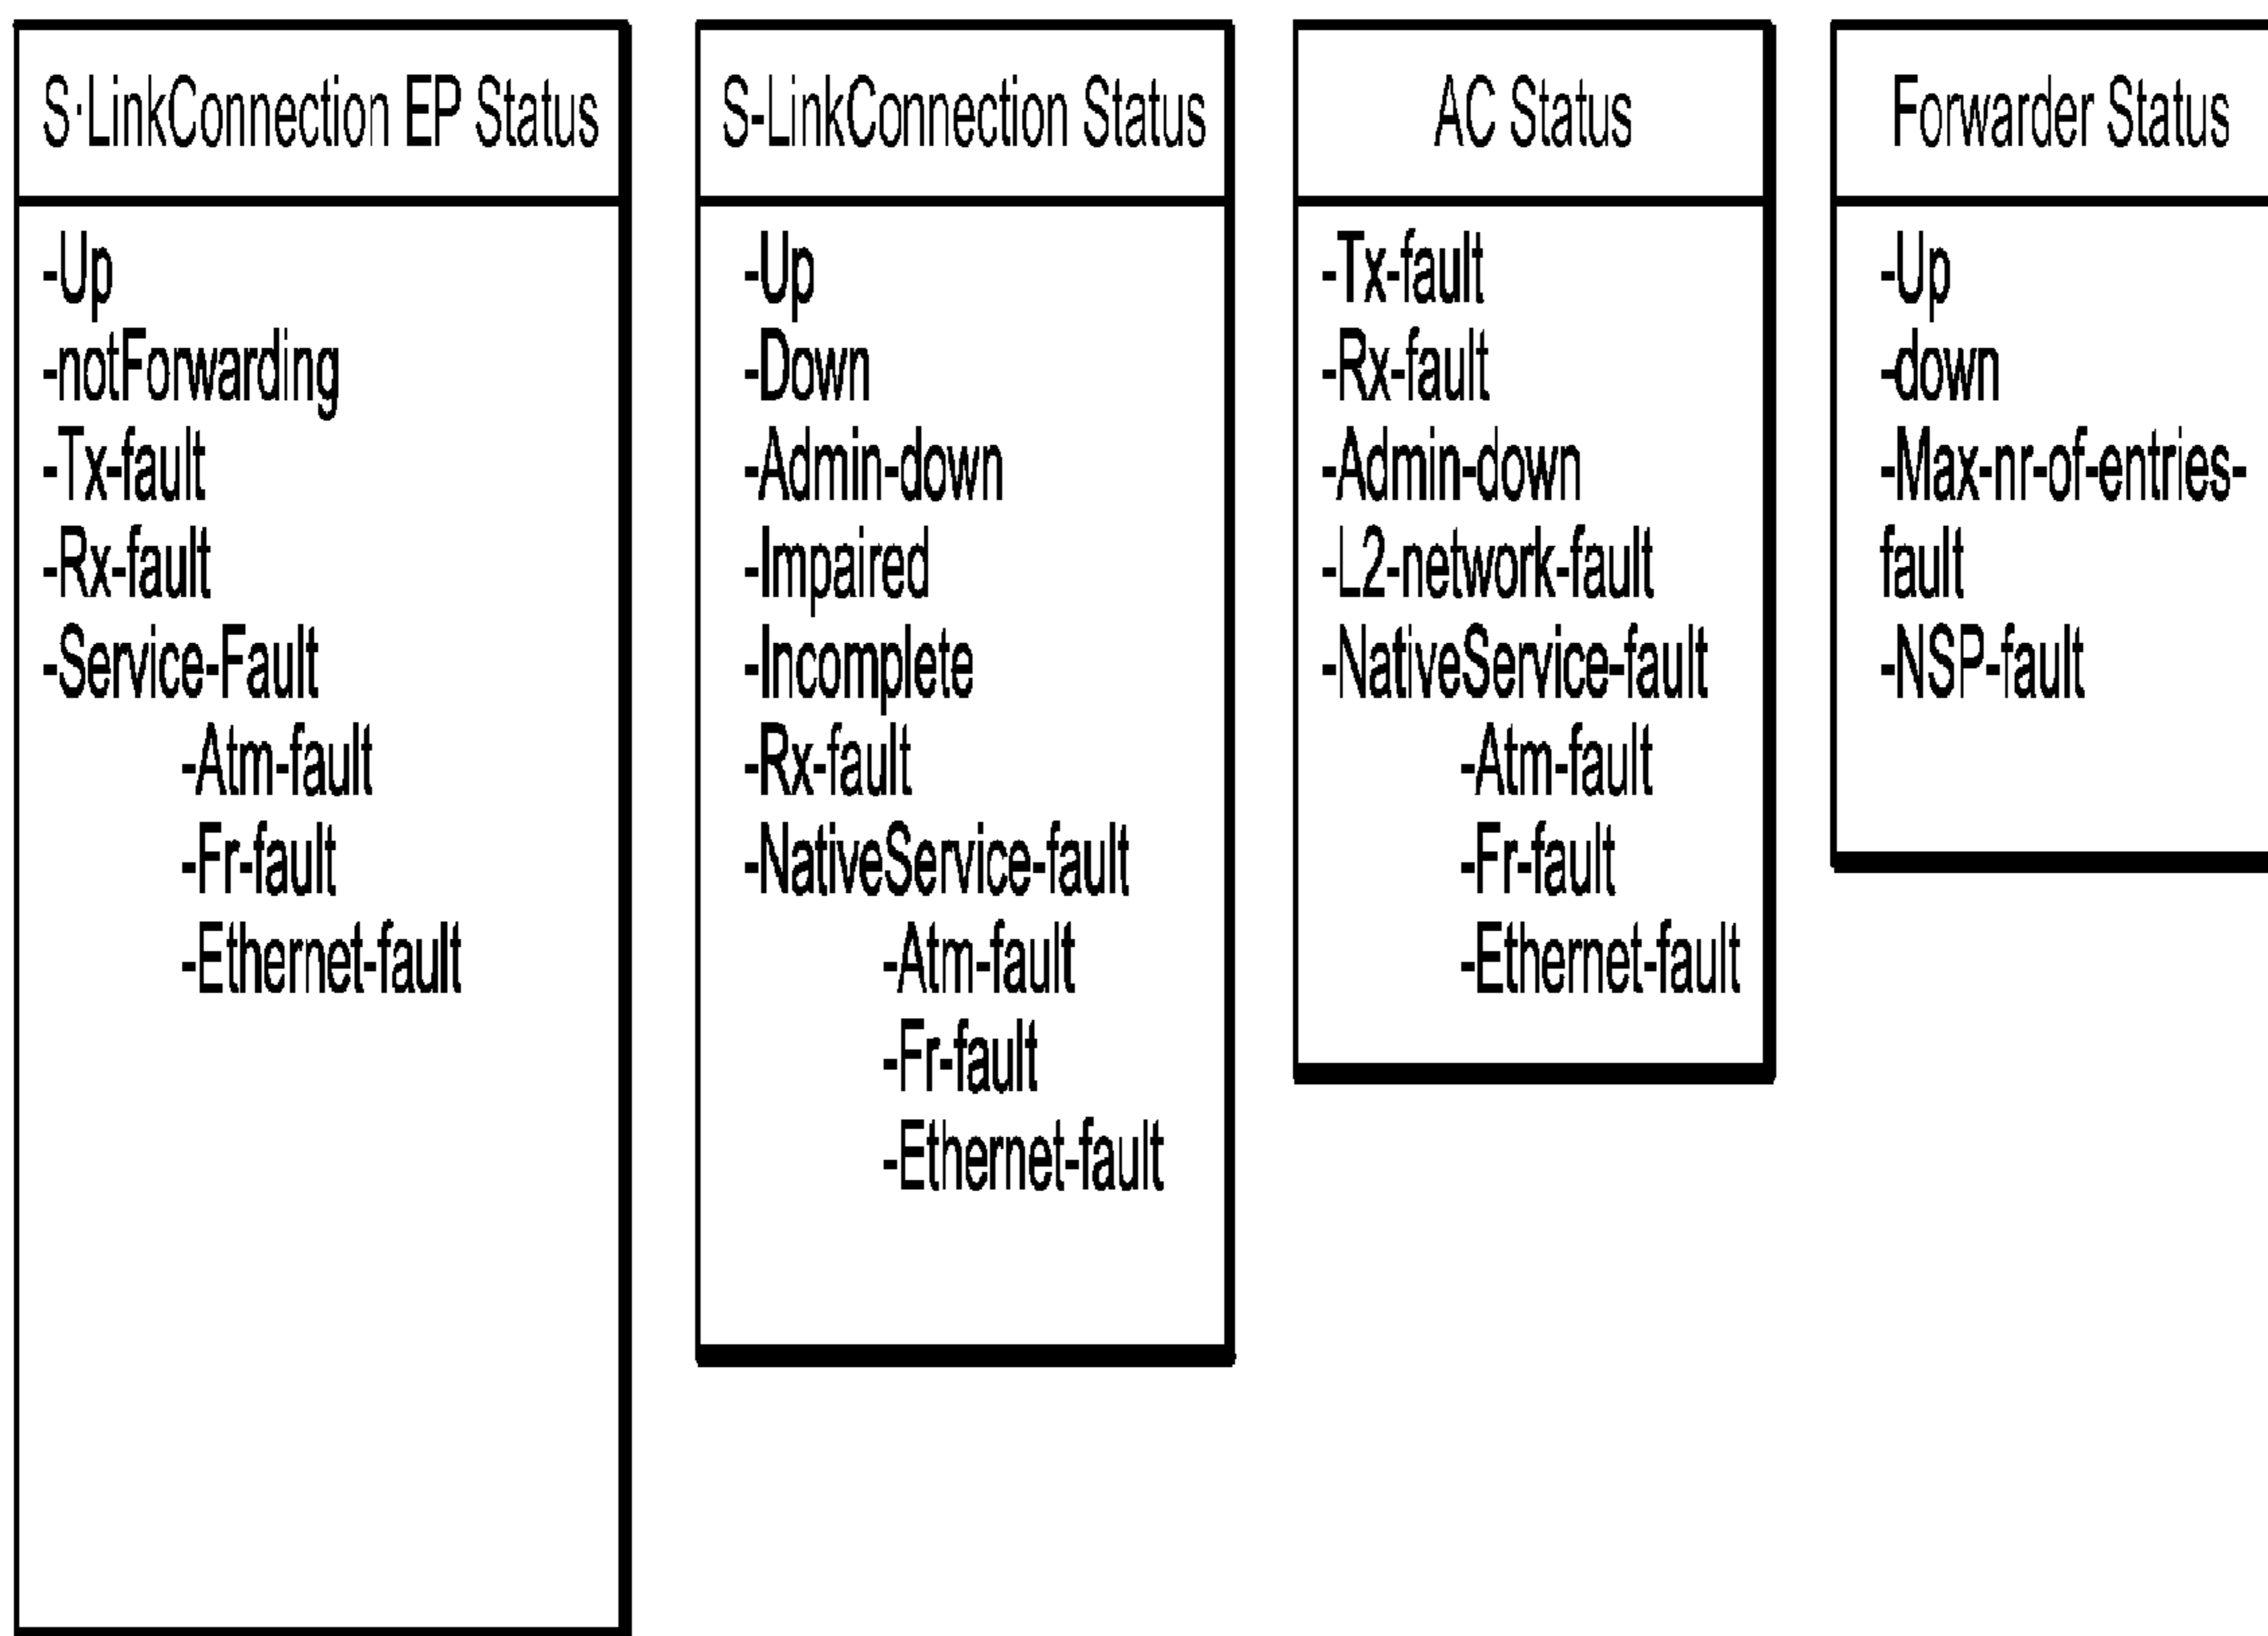 S·LinkConnection EP Status
-Up
-notForwarding
-Tx-fault
-Rx-fault
-Service-Fault
-Atm-fault
-Fr-fault
-Ethernet-fault
S-LinkConnection Status
-Up
-Down
-Admin-down
-Impaired
-Incomplete
-Rx-fault
-NativeService-fault
-Atm-fault
-Fr-fault
-Ethernet-fault
AC Status
-Tx-fault
-Rx-fault
-Admin-down
-L2-network-fault
-NativeService-fault
-Atm-fault
-Fr-fault
-Ethernet-fault
Forwarder Status
-Up
-down
-Max-nr-of-entries-
fault
-NSP-fault